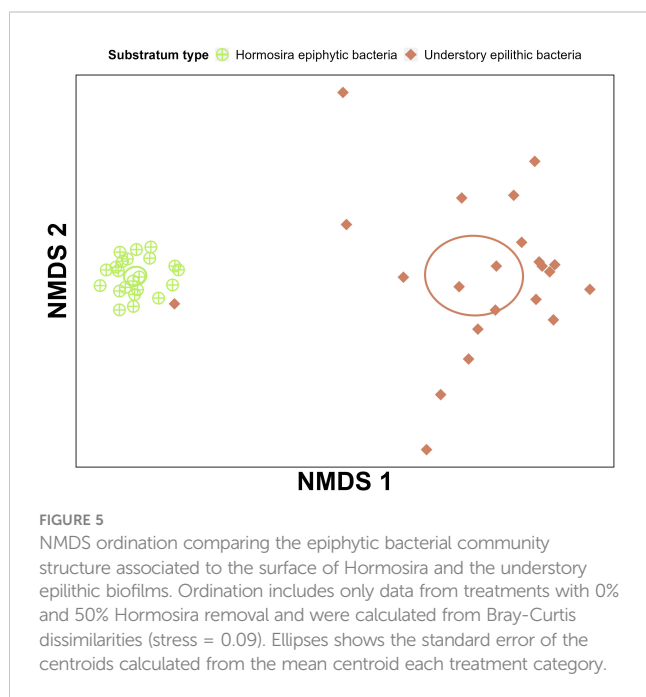 Substratum type Hormosira epiphytic bacteria Understory epilithic bacteria
NMDS 2
NMDS 1
FIGURE 5
NMDS ordination comparing the epiphytic bacterial community
structure associated to the surface of Hormosira and the understory
epilithic biofilms. Ordination includes only data from treatments with 0%
and 50% Hormosira removal and were calculated from Bray-Curtis
dissimilarities (stress = 0.09). Ellipses shows the standard error of the
centroids calculated from the mean centroid each treatment category.